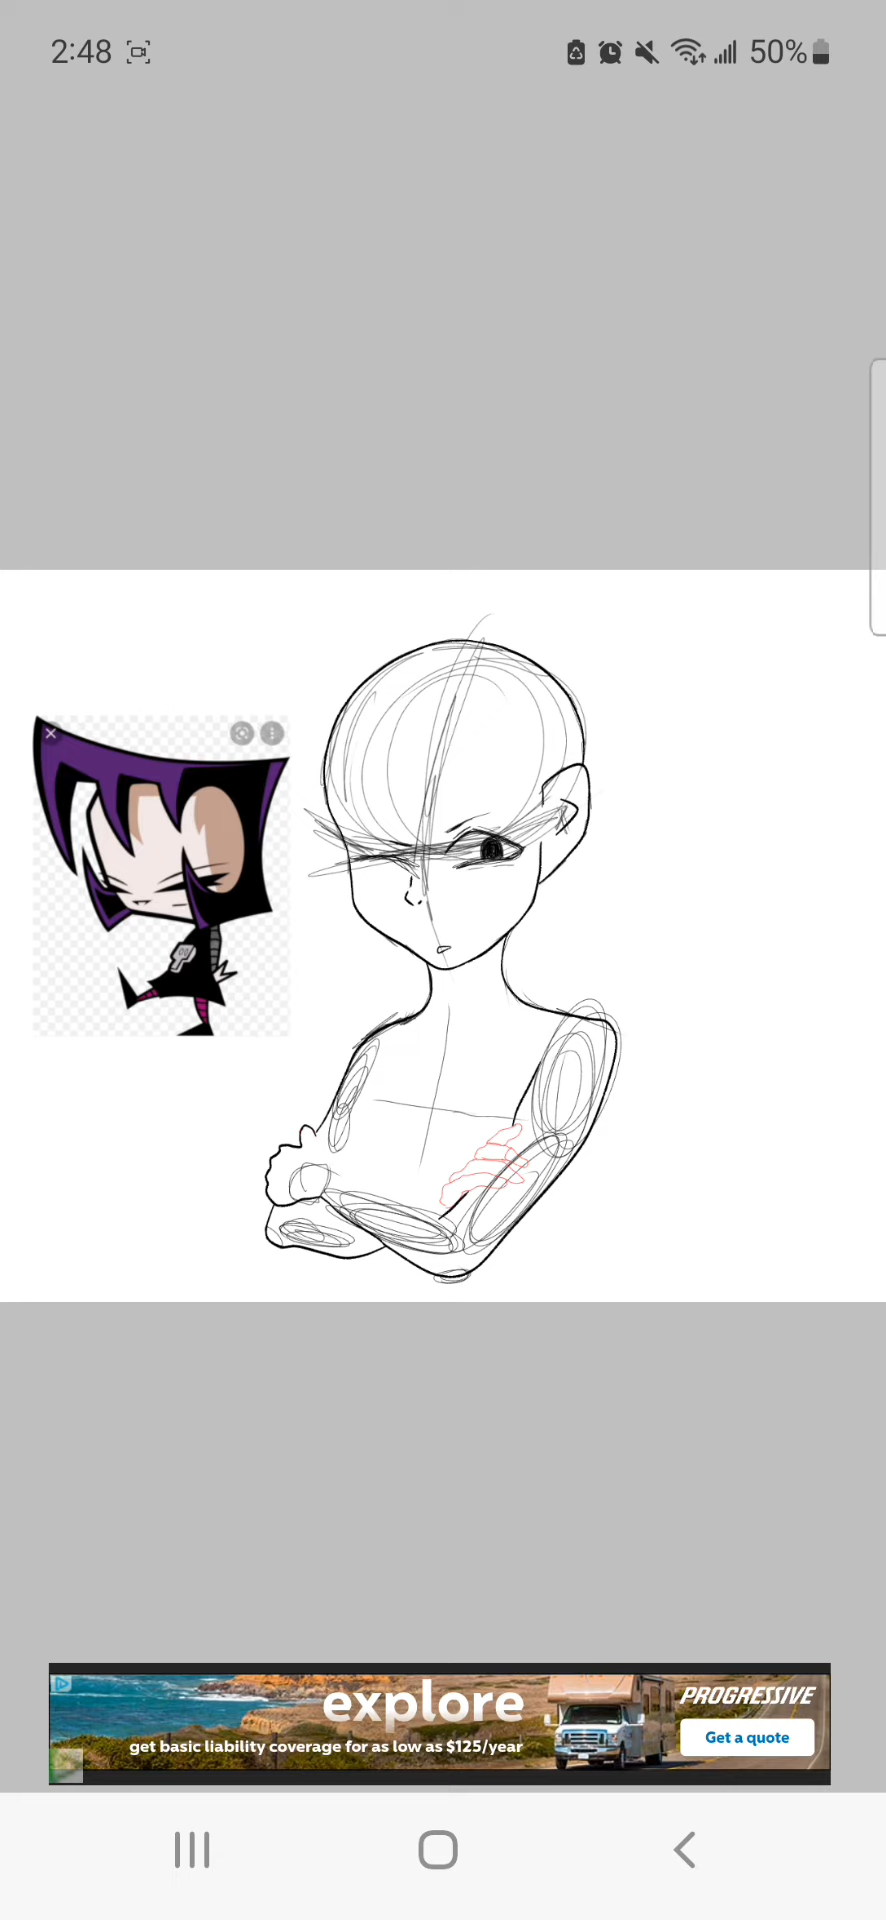 2:48
50%
explore
get basic liability coverage for as low as $125/year
PROGRESSIVE
Get a quote